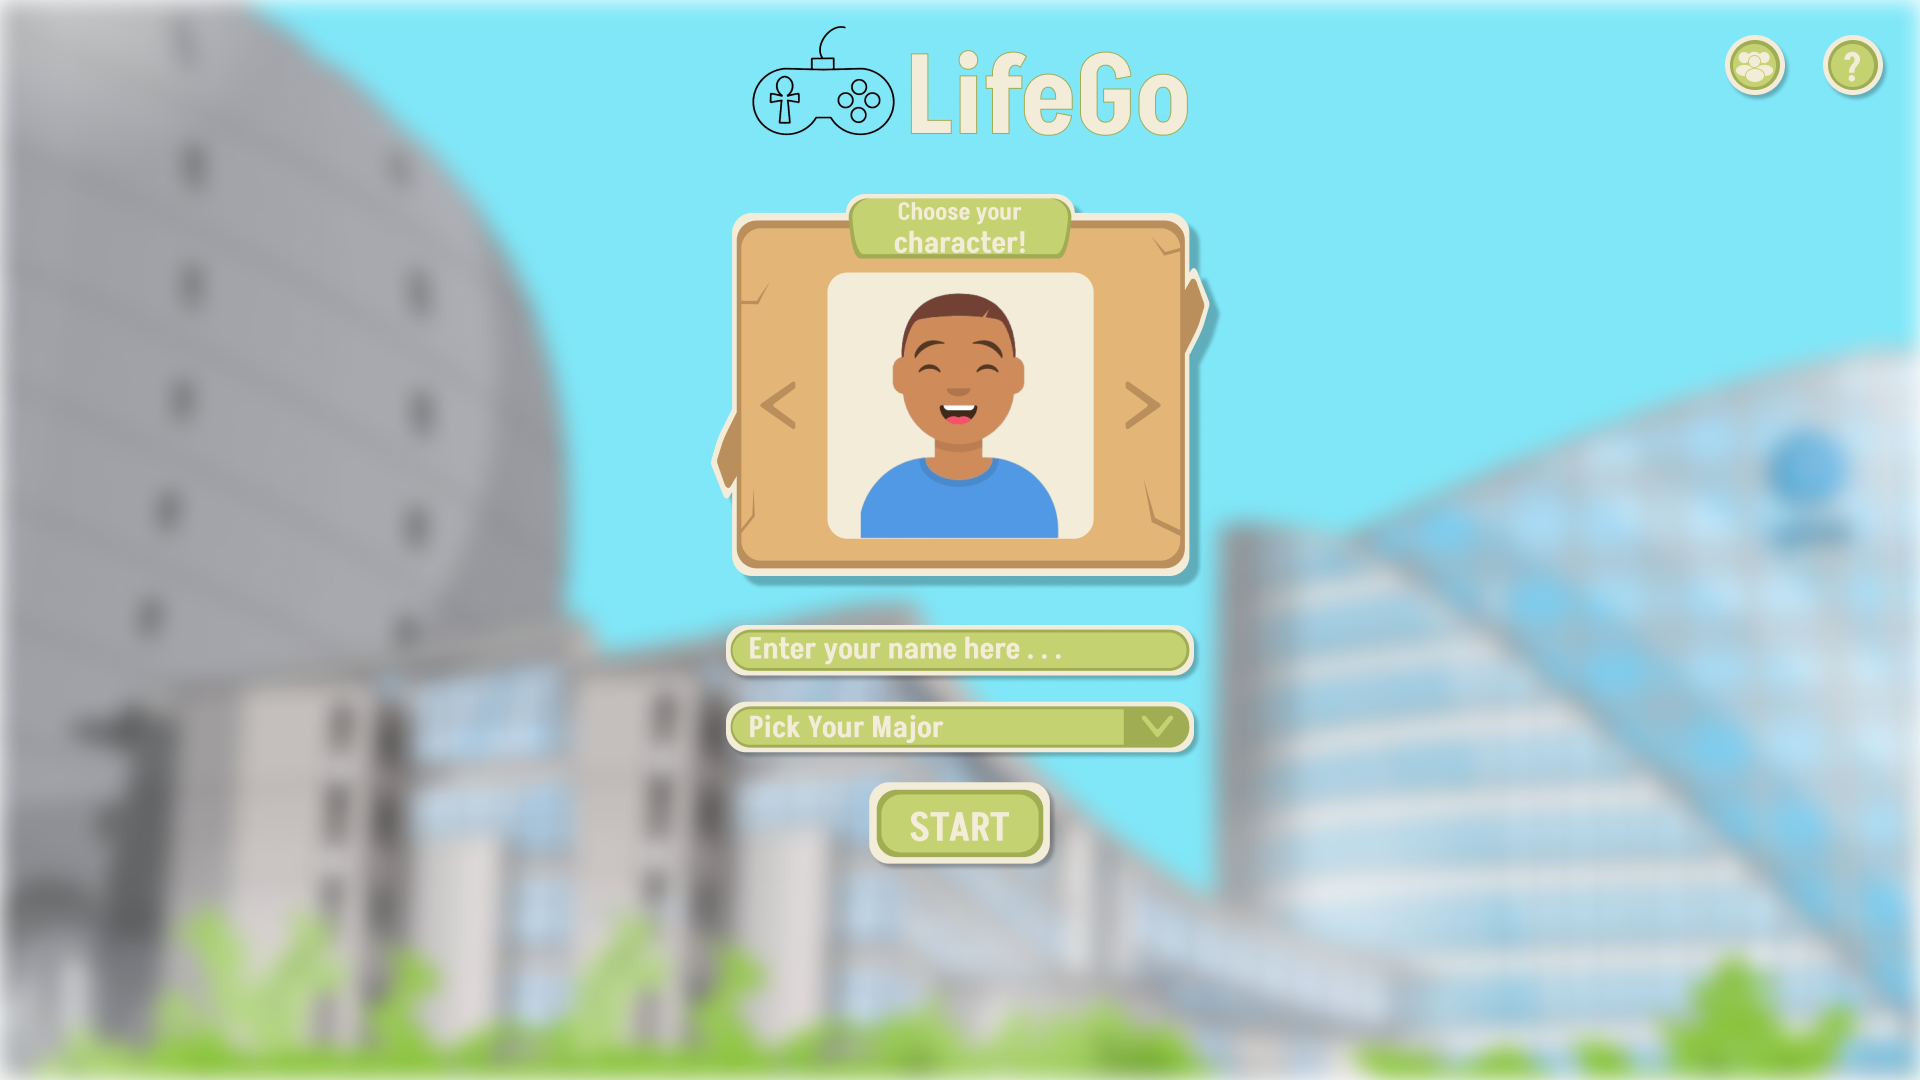 LifeGo
?
Choose your
character!
Enter your name here . . .
Pick Your Major
START